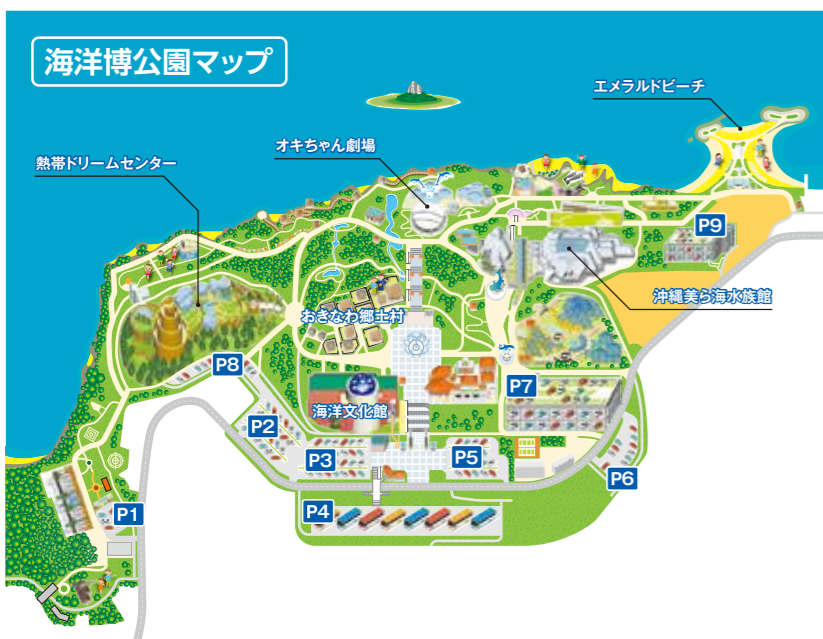 海洋博公園マップ
エメラルドビーチ
オキちゃん劇場
熱帯ドリームセンター
P9
沖縄美ら海水族館
おきなわ郷土村
P8
P7
海洋文化館
P2
P3
P5
P6
P1
P4